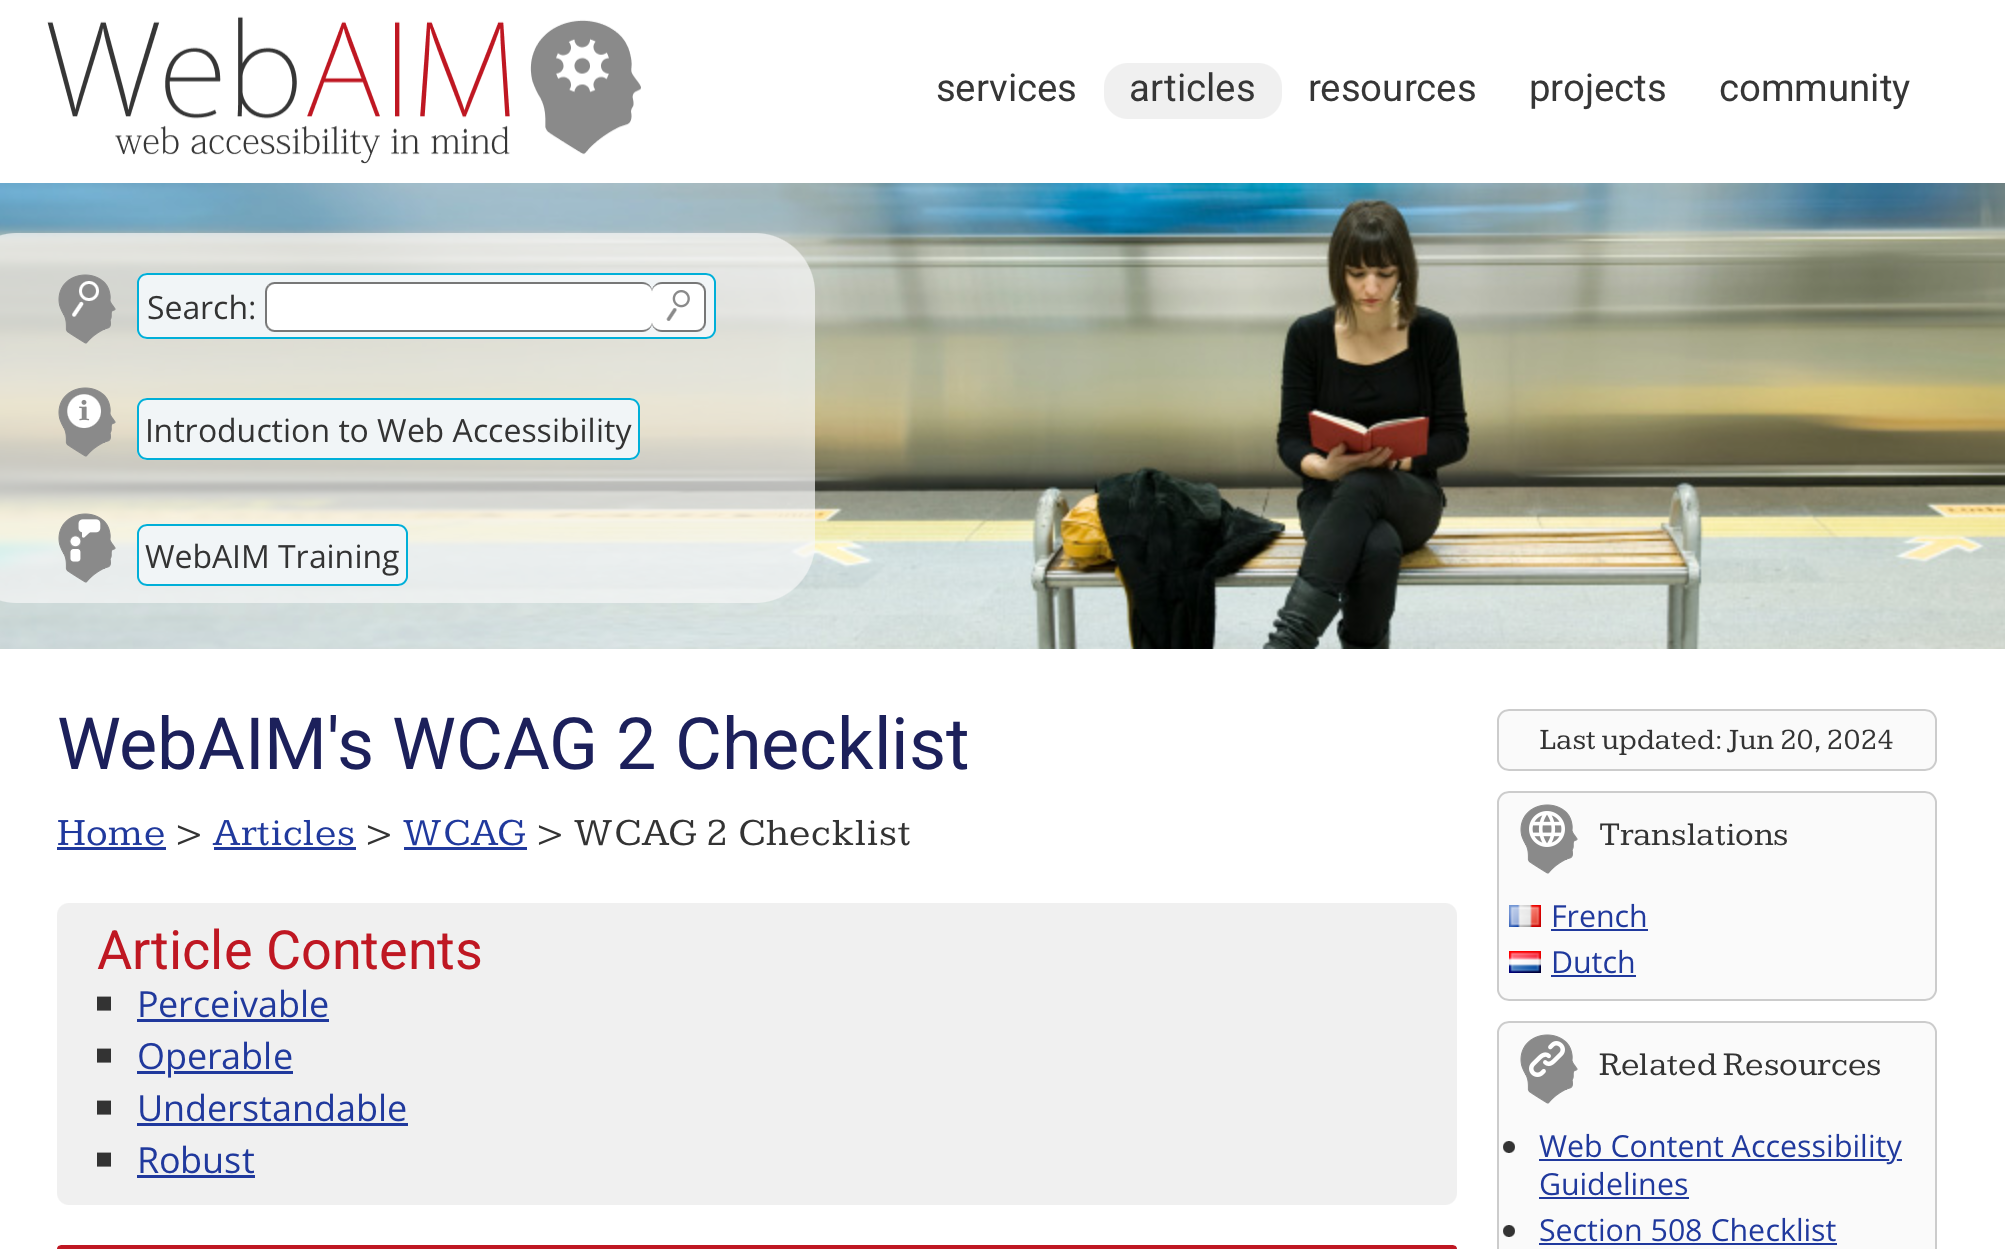 WebAIM
web accessibility in mind
services articles resources projects community
Search:
Introduction to Web Accessibility
WebAIM Training
WebAIM's WCAG 2 Checklist
Home > Articles > WCAG > WCAG 2 Checklist
Article Contents
Perceivable
Operable
Understandable
Robust
Last updated: Jun 20, 2024
Translations
French
Dutch
Related Resources
Web Content Accessibility
Guidelines
Section 508 Checklist